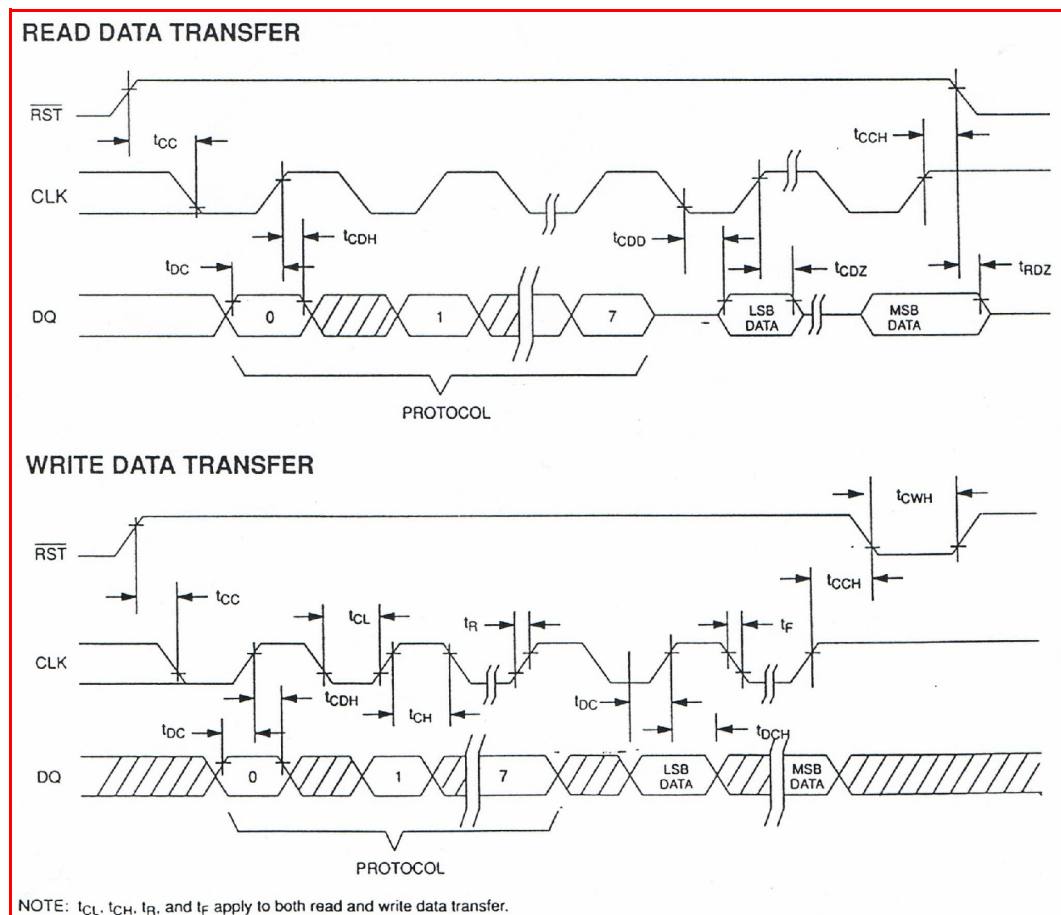 READ DATA TRANSFER
RST
tCC
tCCH
CLK
tCDH
tCDD
tCDZ
tDC
tRDZ
DQ
0
1
7
LSB
DATA
MSB
DATA
PROTOCOL
WRITE DATA TRANSFER
tCWH
RST
tCCH
tCC
tCL
tR
tF
CLK
tCDH
tCH
tDC
tDC
tDCH
DQ
0
1
7
LSB
DATA
MSB
DATA
PROTOCOL
NOTE: tCL, tCH, tR, and tF apply to both read and write data transfer.